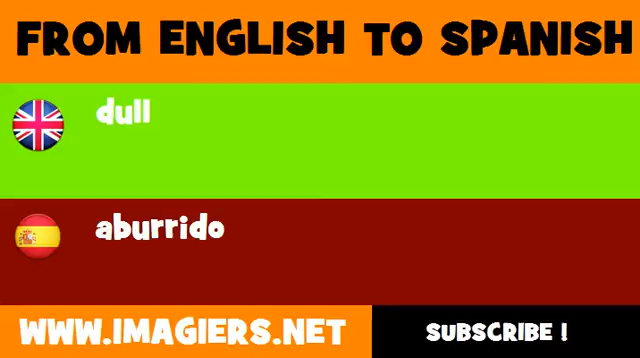 FROM ENGLISH TO SPANISH
dull
aburrido
WWW.IMAGIERS.NET
SUBSCRIBE !